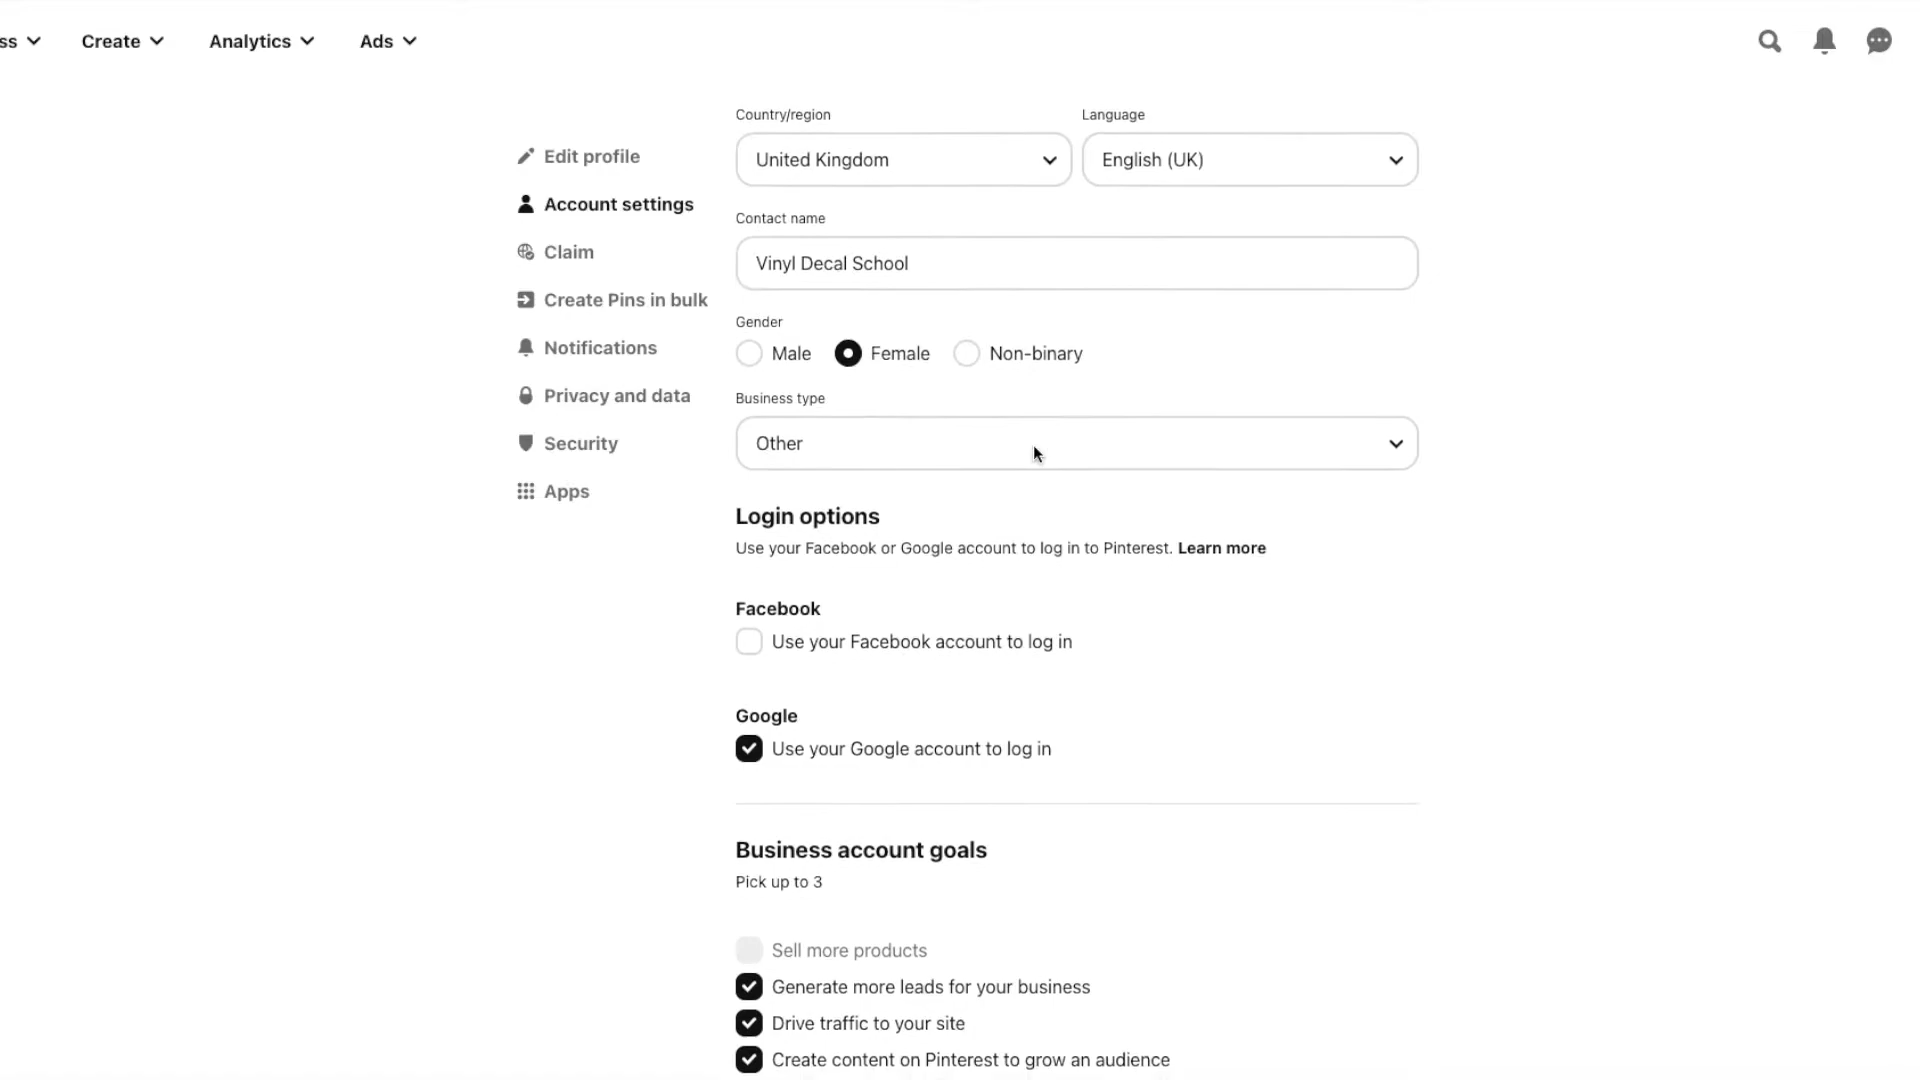 ss
Create
Analytics
Ads
Edit profile
Account settings
Claim
Create Pins in bulk
Notifications
Privacy and data
Security
Apps
Country/region
Language
United Kingdom
English (UK)
Contact name
Vinyl Decal School
Gender
Male
Female
Non-binary
Business type
Other
Login options
Use your Facebook or Google account to log in to Pinterest. Learn more
Facebook
Use your Facebook account to log in
Google
Use your Google account to log in
Business account goals
Pick up to 3
Sell more products
Generate more leads for your business
Drive traffic to your site
Create content on Pinterest to grow an audience